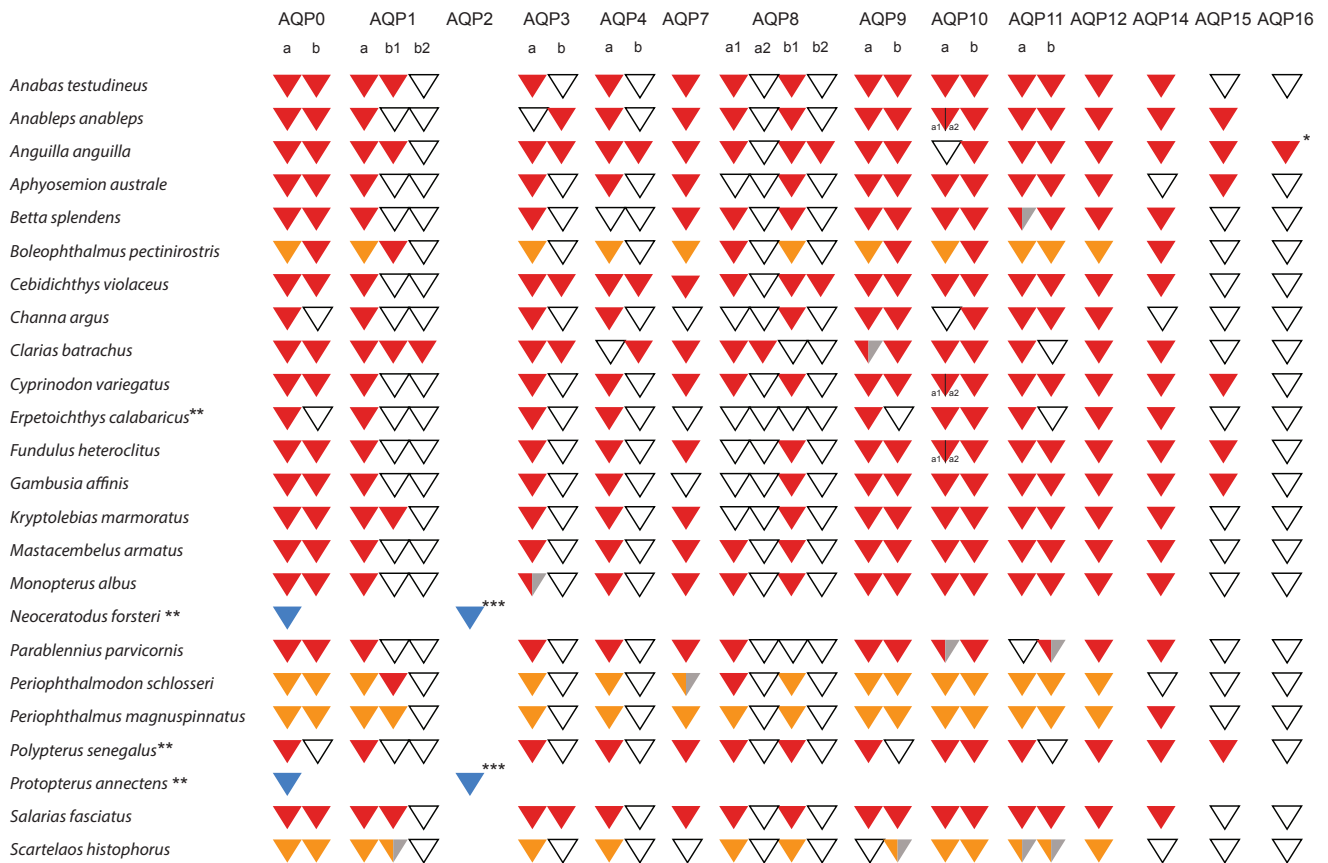 AQP0 AQP1 AQP2 AQP3 AQP4 AQP7 AQP8 AQP9 AQP10 AQP11 AQP12 AQP14 AQP15 AQP16
a b a b1 b2 a b a b a1 a2 b1 b2 a b a b a b
Anabas testudineus
Anableps anableps a1 a2
Anguilla anguilla *
Aphyosemion australe
Betta splendens
Boleophthalmus pectinirostris
Cebidichthys violaceus
Channa argus
Clarias batrachus
Cyprinodon variegatus a1 a2
Erpetoichthys calabaricus**
Fundulus heteroclitus a1 a2
Gambusia affinis
Kryptolebias marmoratus
Mastacembelus armatus
Monopterus albus
Neoceratodus forsteri ** ***
Parablennius parvicornis
Periophthalmodon schlosseri
Periophthalmus magnuspinnatus
Polypterus senegalus**
Protopterus annectens ** ***
Salarias fasciatus
Scartelaos histophorus